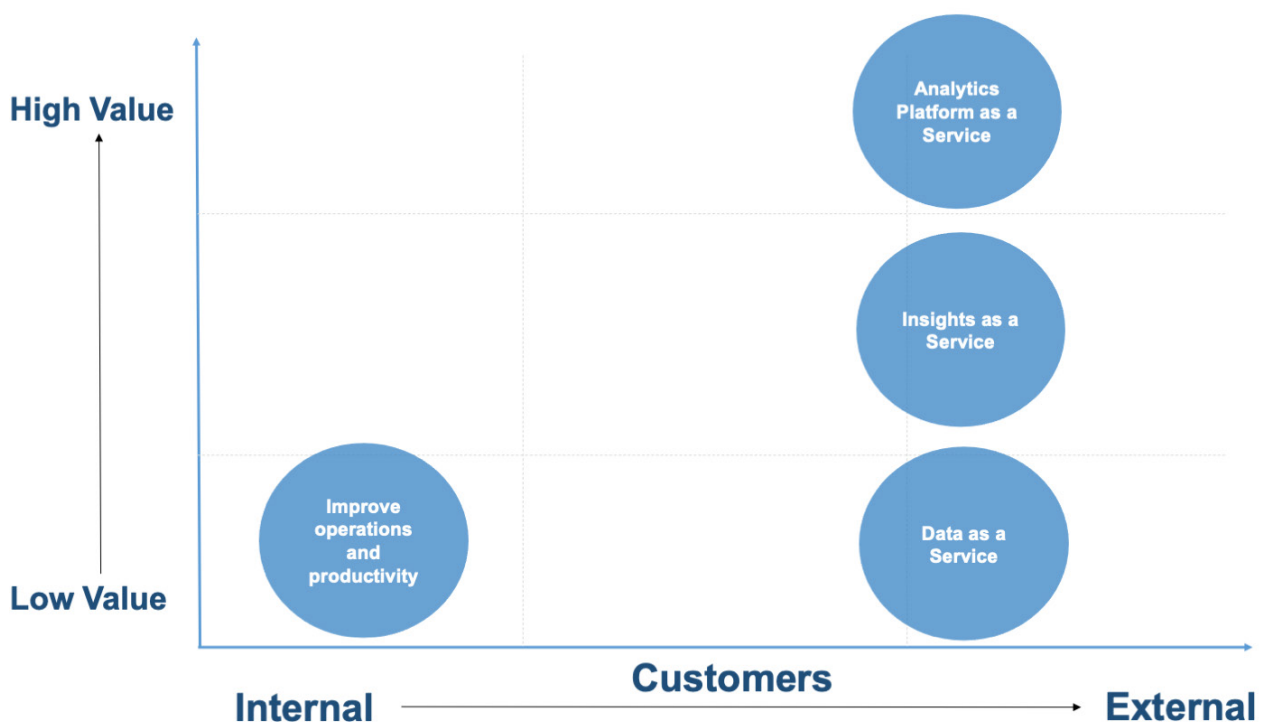 Analytics
Platform as a
Service
High Value
Insights as a
Service
Improve
operations
and
productivity
Data as a
Service
Low Value
Customers
Internal
External